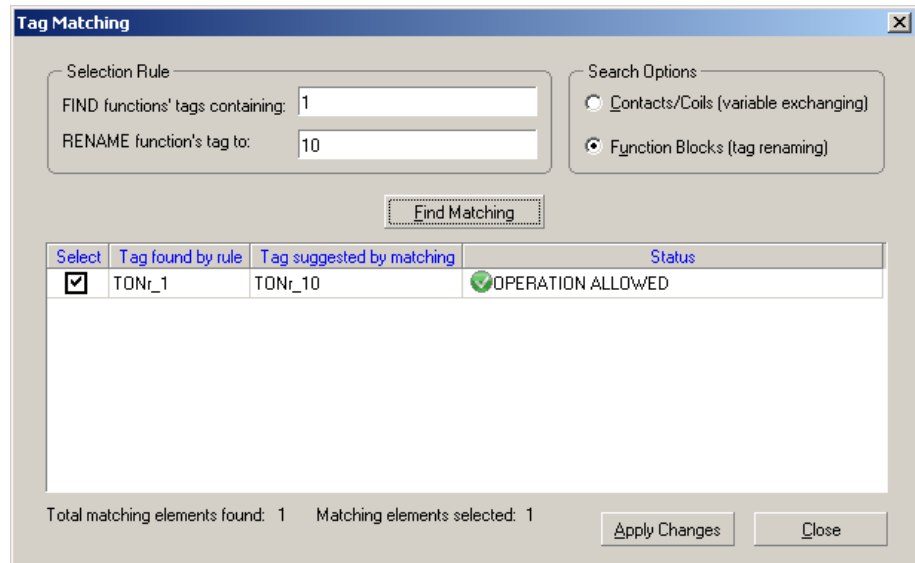 Tag Matching
Selection Rule
FIND functions' tags containing: 1
RENAME function's tag to: 10
Search Options
Contacts/Coils (variable exchanging)
Function Blocks (tag renaming)
Find Matching
Select Tag found by rule Tag suggested by matching Status
TONr_1 TONr_10 OPERATION ALLOWED
Total matching elements found: 1 Matching elements selected: 1
Apply Changes Close